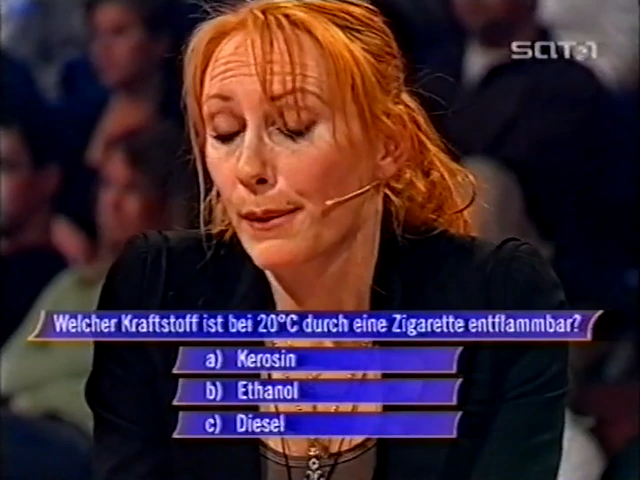 SAT.1
Welcher Kraftstoff ist bei 20°C durch eine Zigarette entflammbar?
a) Kerosin
b) Ethanol
c) Diesel